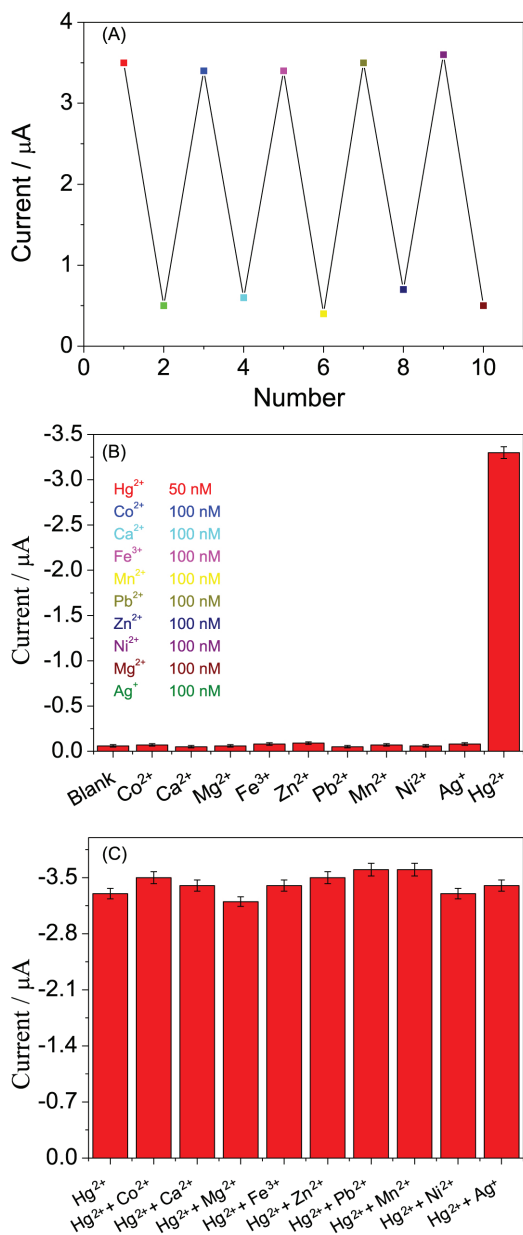 (A)
4
3
2
1
0
Current / μA
2 4 6 8 10
Number
(B)
-3.5
-3.0
-2.5
-2.0
-1.5
-1.0
-0.5
0.0
Current / μA
Hg²⁺ 50 nM
Co²⁺ 100 nM
Ca²⁺ 100 nM
Fe³⁺ 100 nM
Mn²⁺ 100 nM
Pb²⁺ 100 nM
Zn²⁺ 100 nM
Ni²⁺ 100 nM
Mg²⁺ 100 nM
Ag⁺ 100 nM
Blank Co²⁺ Ca²⁺ Mg²⁺ Fe³⁺ Zn²⁺ Pb²⁺ Mn²⁺ Ni²⁺ Ag⁺ Hg²⁺
(C)
-3.5
-2.8
-2.1
-1.4
-0.7
0.0
Current / μA
Hg²⁺
Hg²⁺+ Co²⁺
Hg²⁺+ Ca²⁺
Hg²⁺+ Mg²⁺
Hg²⁺+ Fe³⁺
Hg²⁺+ Zn²⁺
Hg²⁺+ Pb²⁺
Hg²⁺+ Mn²⁺
Hg²⁺+ Ni²⁺
Hg²⁺+ Ag⁺